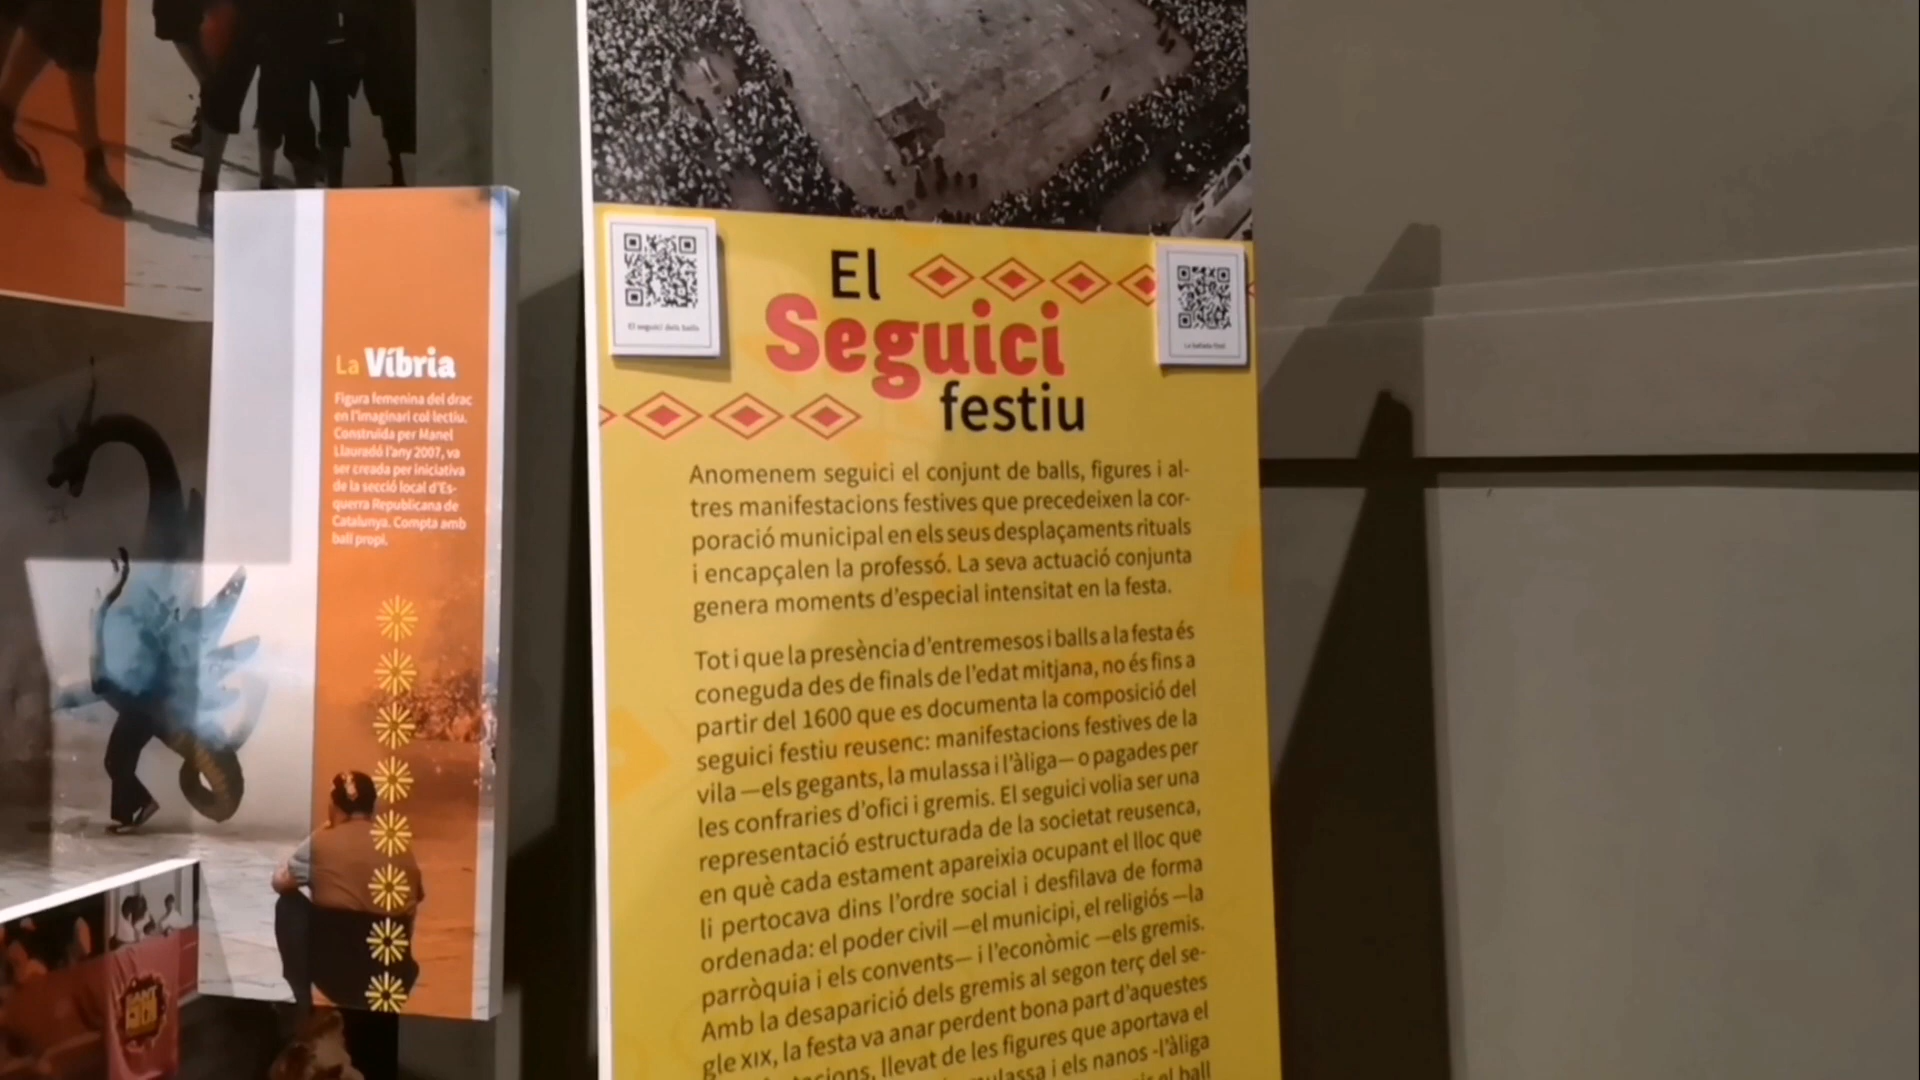 La Víbria
Figura femenina del drac
en l'imaginari col·lectiu.
Construïda per Manel
Llauradó l'any 2007, va
ser creada per iniciativa
de la secció local d'Es-
querra Republicana de
Catalunya. Compta amb
ball propi.
El seguici dels balls
El
Seguici
festiu
Anomenem seguici el conjunt de balls, figures i al-
tres manifestacions festives que precedeixen la cor-
poració municipal en els seus desplaçaments rituals
i encapçalen la professó. La seva actuació conjunta
genera moments d'especial intensitat en la festa.
Tot i que la presència d'entremesos i balls a la festa és
coneguda des de finals de l'edat mitjana, no és fins a
partir del 1600 que es documenta la composició del
seguici festiu reusenc: manifestacions festives de la
vila —els gegants, la mulassa i l'àliga— o pagades per
les confraries d'ofici i gremis. El seguici volia ser una
representació estructurada de la societat reusenca,
en què cada estament apareixia ocupant el lloc que
li pertocava dins l'ordre social i desfilava de forma
ordenada: el poder civil —el municipi, el religiós —la
parròquia i els convents— i l'econòmic —els gremis.
Amb la desaparició dels gremis al segon terç del se-
gle XIX, la festa va anar perdent bona part d'aquestes
llevat de les figures que aportava el
i els nanos -l'àliga
el ball